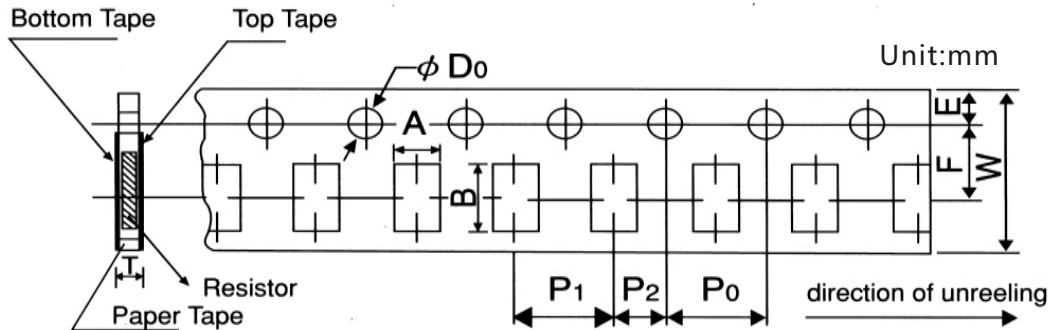 Bottom Tape
Top Tape
ϕ D0
Unit:mm
A
E
B
F
W
T
Resistor
Paper Tape
P1
P2
P0
direction of unreeling